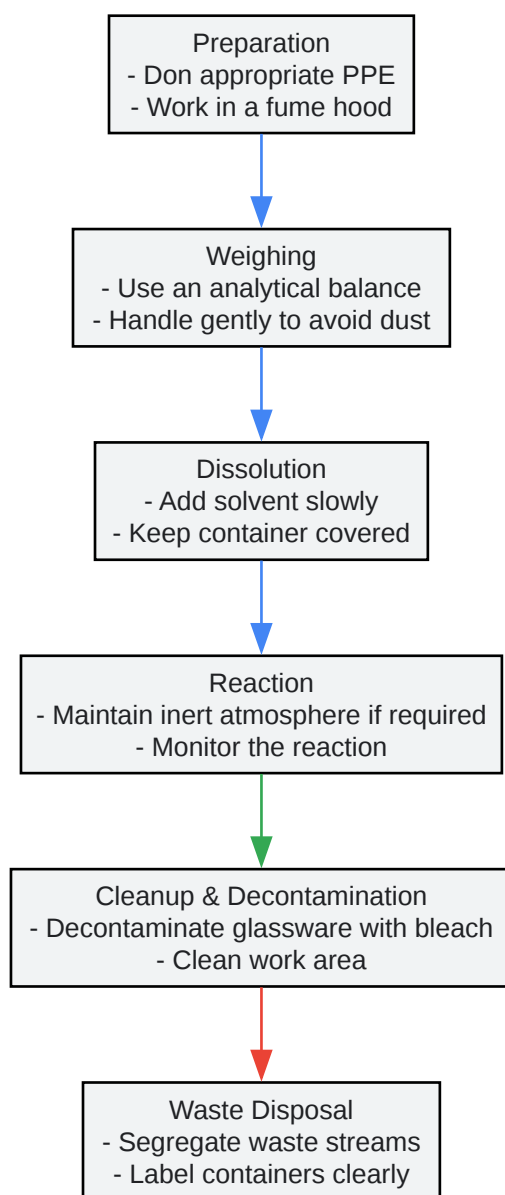 Preparation
- Don appropriate PPE
- Work in a fume hood
Weighing
- Use an analytical balance
- Handle gently to avoid dust
Dissolution
- Add solvent slowly
- Keep container covered
Reaction
- Maintain inert atmosphere if required
- Monitor the reaction
Cleanup & Decontamination
- Decontaminate glassware with bleach
- Clean work area
Waste Disposal
- Segregate waste streams
- Label containers clearly